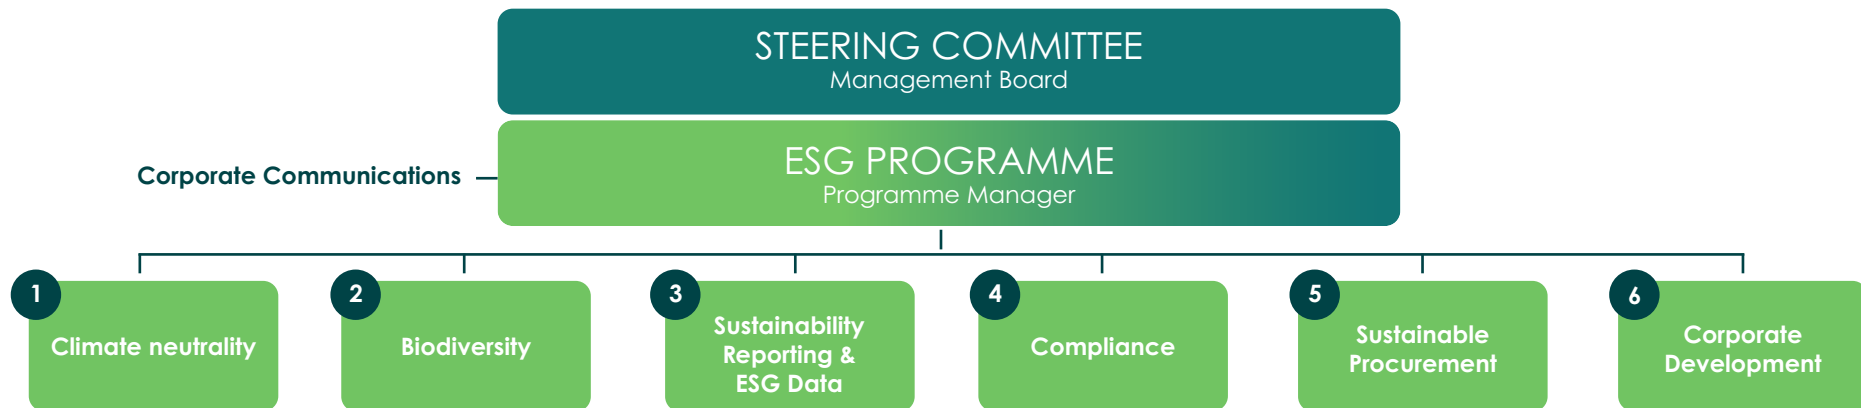 STEERING COMMITTEE
Management Board
ESG PROGRAMME
Programme Manager
Corporate Communications
1
Climate neutrality
2
Biodiversity
3
Sustainability
Reporting &
ESG Data
4
Compliance
5
Sustainable
Procurement
6
Corporate
Development